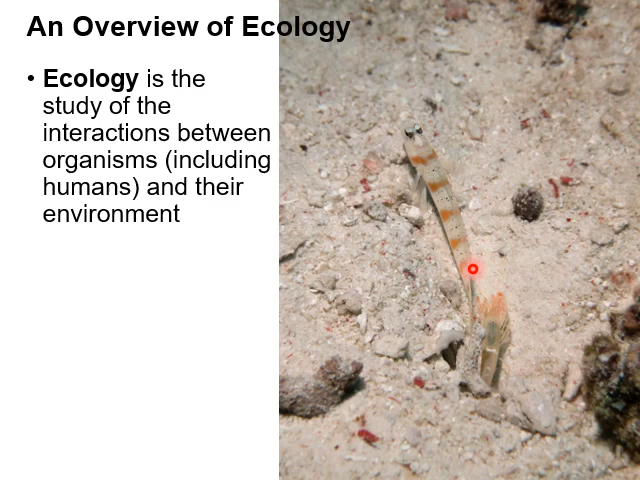 An Overview of Ecology
• Ecology is the
study of the
interactions between
organisms (including
humans) and their
environment